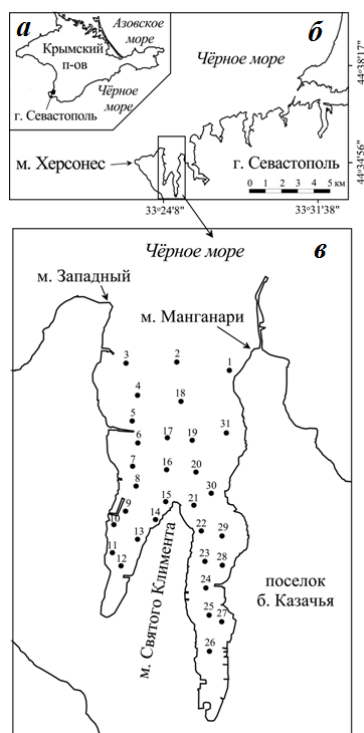 а
Азовское
море
Крымский
п-ов
Чёрное
море
г. Севастополь
б
Чёрное море
44°38'17"
м. Херсонес
г. Севастополь
44°34'56"
0 1 2 3 4 5 км
33°24'8"
33°31'38"
в
Чёрное море
м. Западный
м. Манганари
3
2
1
4
18
5
31
6
17
19
7
16
20
8
30
9
15
21
10
14
22
29
11
13
12
23
28
24
м. Святого Климента
поселок
б. Казачья
25
27
26